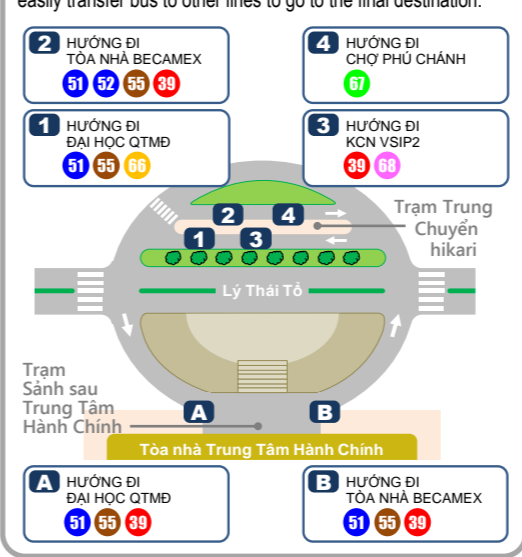 easily transfer bus to other lines to go to the final destination.
2 HƯỚNG ĐI
TÒA NHÀ BECAMEX
51 52 55 39
4 HƯỚNG ĐI
CHỢ PHÚ CHÁNH
67
1 HƯỚNG ĐI
ĐẠI HỌC QTMĐ
51 55 66
3 HƯỚNG ĐI
KCN VSIP2
39 68
2 4
1 3
Trạm Trung
Chuyển
hikari
Lý Thái Tổ
Trạm
Sảnh sau
Trung Tâm
Hành Chính
A B
Tòa nhà Trung Tâm Hành Chính
A HƯỚNG ĐI
ĐẠI HỌC QTMĐ
51 55 39
B HƯỚNG ĐI
TÒA NHÀ BECAMEX
51 55 39